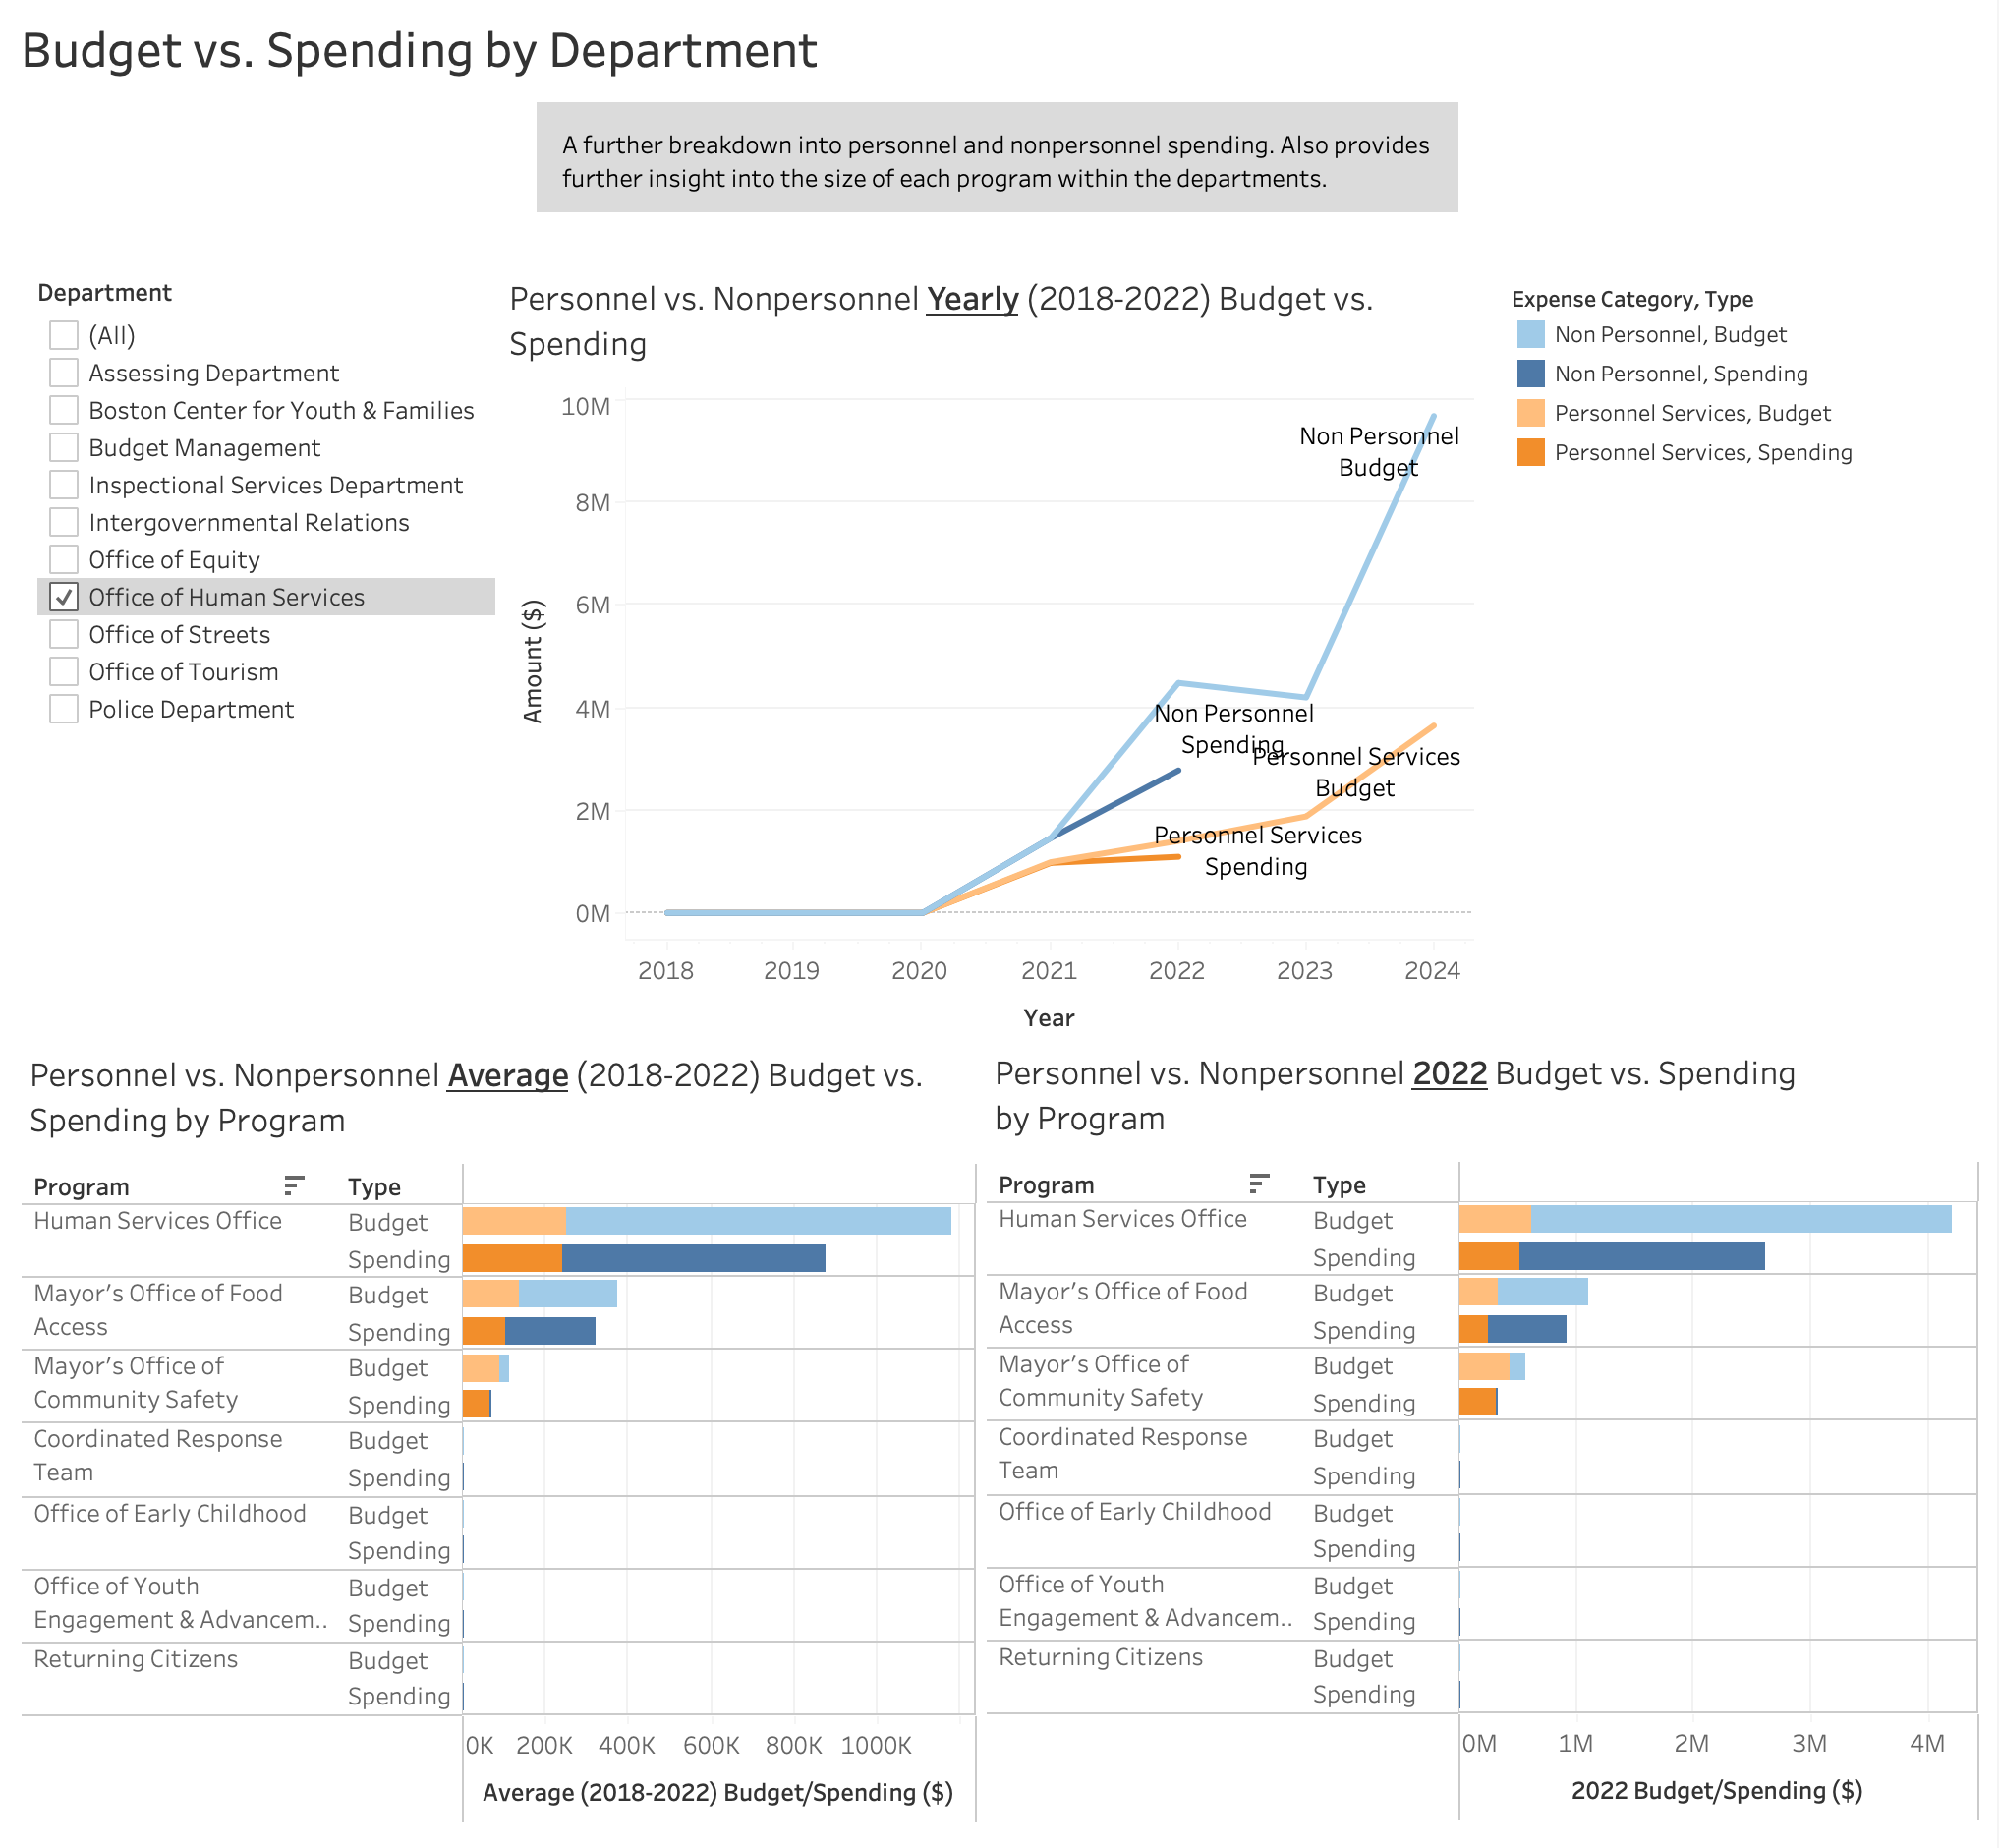 Budget vs. Spending by Department
A further breakdown into personnel and nonpersonnel spending. Also provides
further insight into the size of each program within the departments.
Department
(All)
Assessing Department
Boston Center for Youth & Families
Budget Management
Inspectional Services Department
Intergovernmental Relations
Office of Equity
Office of Human Services
Office of Streets
Office of Tourism
Police Department
Personnel vs. Nonpersonnel Yearly (2018-2022) Budget vs.
Spending
Amount ($)
10M
8M
6M
4M
2M
0M
Non Personnel
Budget
Non Personnel
Spending
Personnel Services
Budget
Personnel Services
Spending
2018 2019 2020 2021 2022 2023 2024
Year
Expense Category, Type
Non Personnel, Budget
Non Personnel, Spending
Personnel Services, Budget
Personnel Services, Spending
Personnel vs. Nonpersonnel Average (2018-2022) Budget vs.
Spending by Program
Program Type
Human Services Office Budget
Spending
Mayor's Office of Food Budget
Access Spending
Mayor's Office of Budget
Community Safety Spending
Coordinated Response Budget
Team Spending
Office of Early Childhood Budget
Spending
Office of Youth Budget
Engagement & Advancem.. Spending
Returning Citizens Budget
Spending
0K 200K 400K 600K 800K 1000K
Average (2018-2022) Budget/Spending ($)
Personnel vs. Nonpersonnel 2022 Budget vs. Spending
by Program
Program Type
Human Services Office Budget
Spending
Mayor's Office of Food Budget
Access Spending
Mayor's Office of Budget
Community Safety Spending
Coordinated Response Budget
Team Spending
Office of Early Childhood Budget
Spending
Office of Youth Budget
Engagement & Advancem.. Spending
Returning Citizens Budget
Spending
0M 1M 2M 3M 4M
2022 Budget/Spending ($)